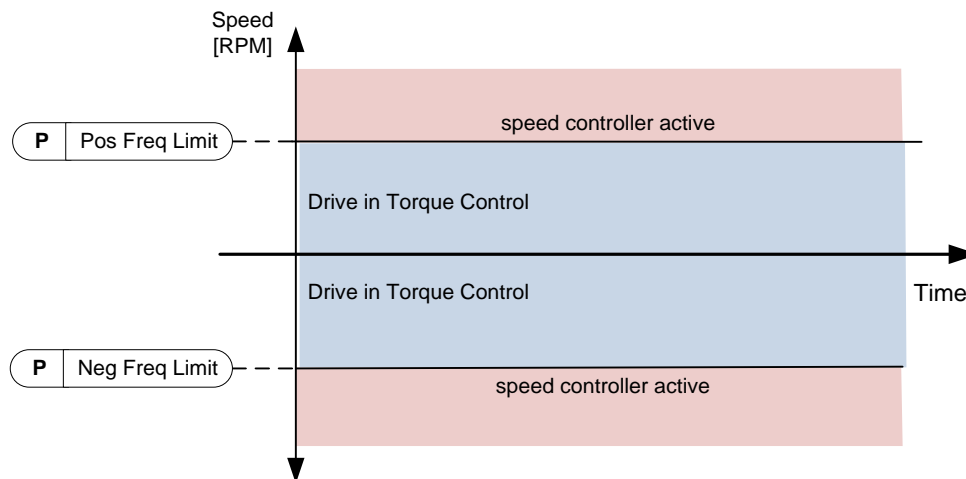 Speed
[RPM]
speed controller active
P Pos Freq Limit
Drive in Torque Control
Drive in Torque Control
Time
P Neg Freq Limit
speed controller active